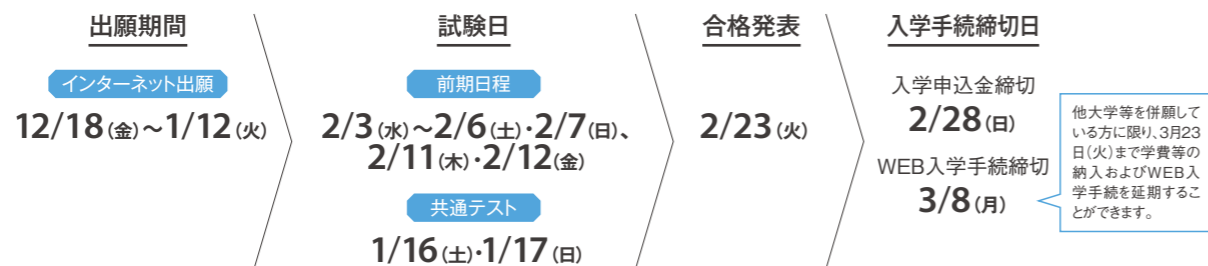 出願期間
インターネット出願
12/18(金)〜1/12(火)
試験日
前期日程
2/3(水)〜2/6(土)・2/7(日)、
2/11(木)・2/12(金)
共通テスト
1/16(土)・1/17(日)
合格発表
2/23(火)
入学手続締切日
入学申込金締切
2/28(日)
WEB入学手続締切
3/8(月)
他大学等を併願して
いる方に限り、3月23
日(火)まで学費等の
納入およびWEB入
学手続を延期するこ
とができます。